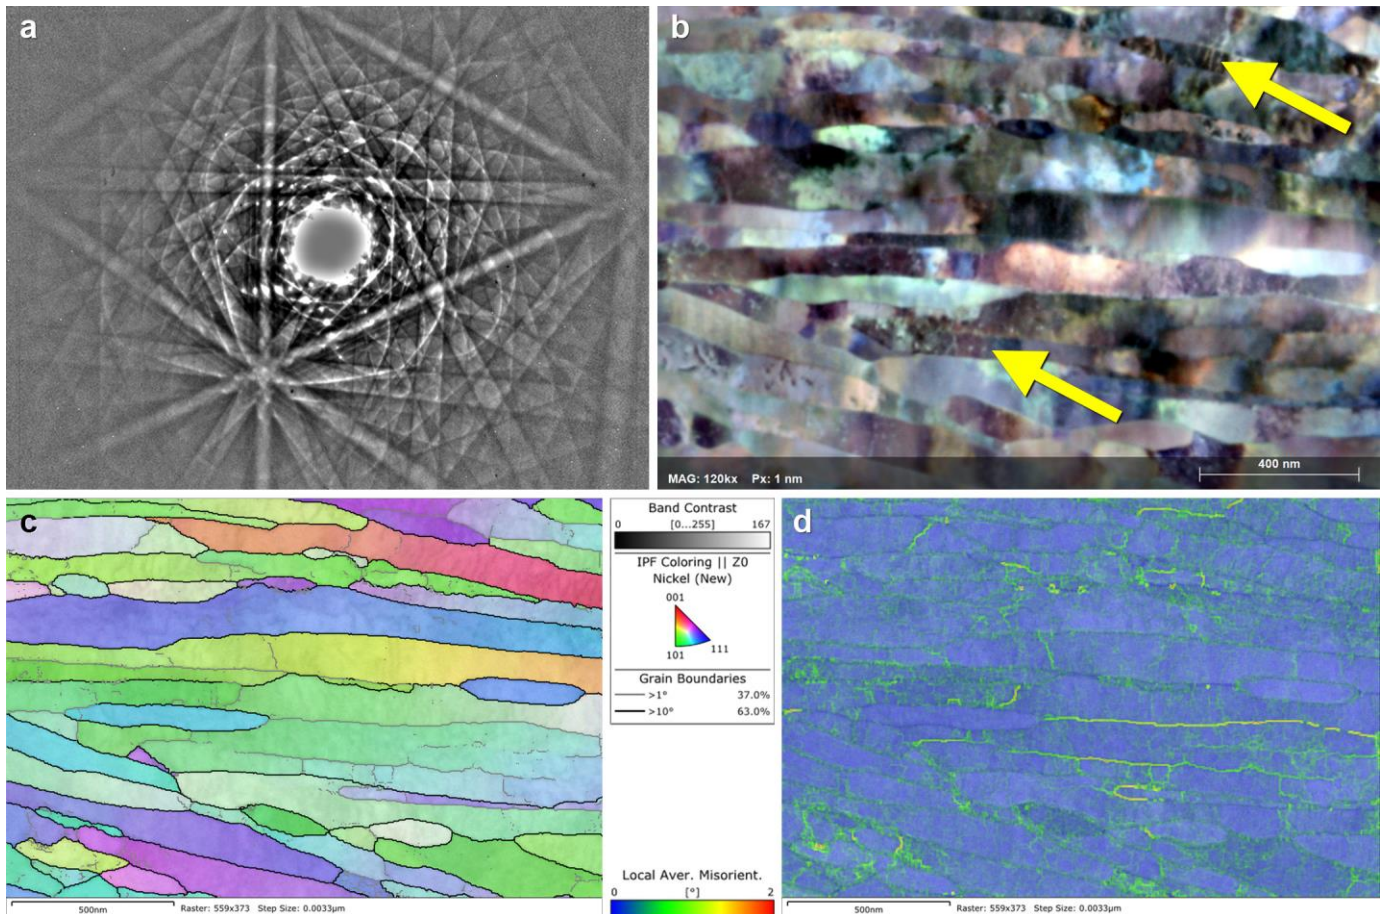 a
b
MAG: 120kx Px: 1 nm
400 nm
c
Band Contrast
0 [0...255] 167
IPF Coloring || Z0
Nickel (New)
001
101
111
Grain Boundaries
>1° 37.0%
>10° 63.0%
Local Aver. Misorient.
0 [°] 2
d
500nm Raster: 559x373 Step Size: 0.0033µm
500nm Raster: 559x373 Step Size: 0.0033µm